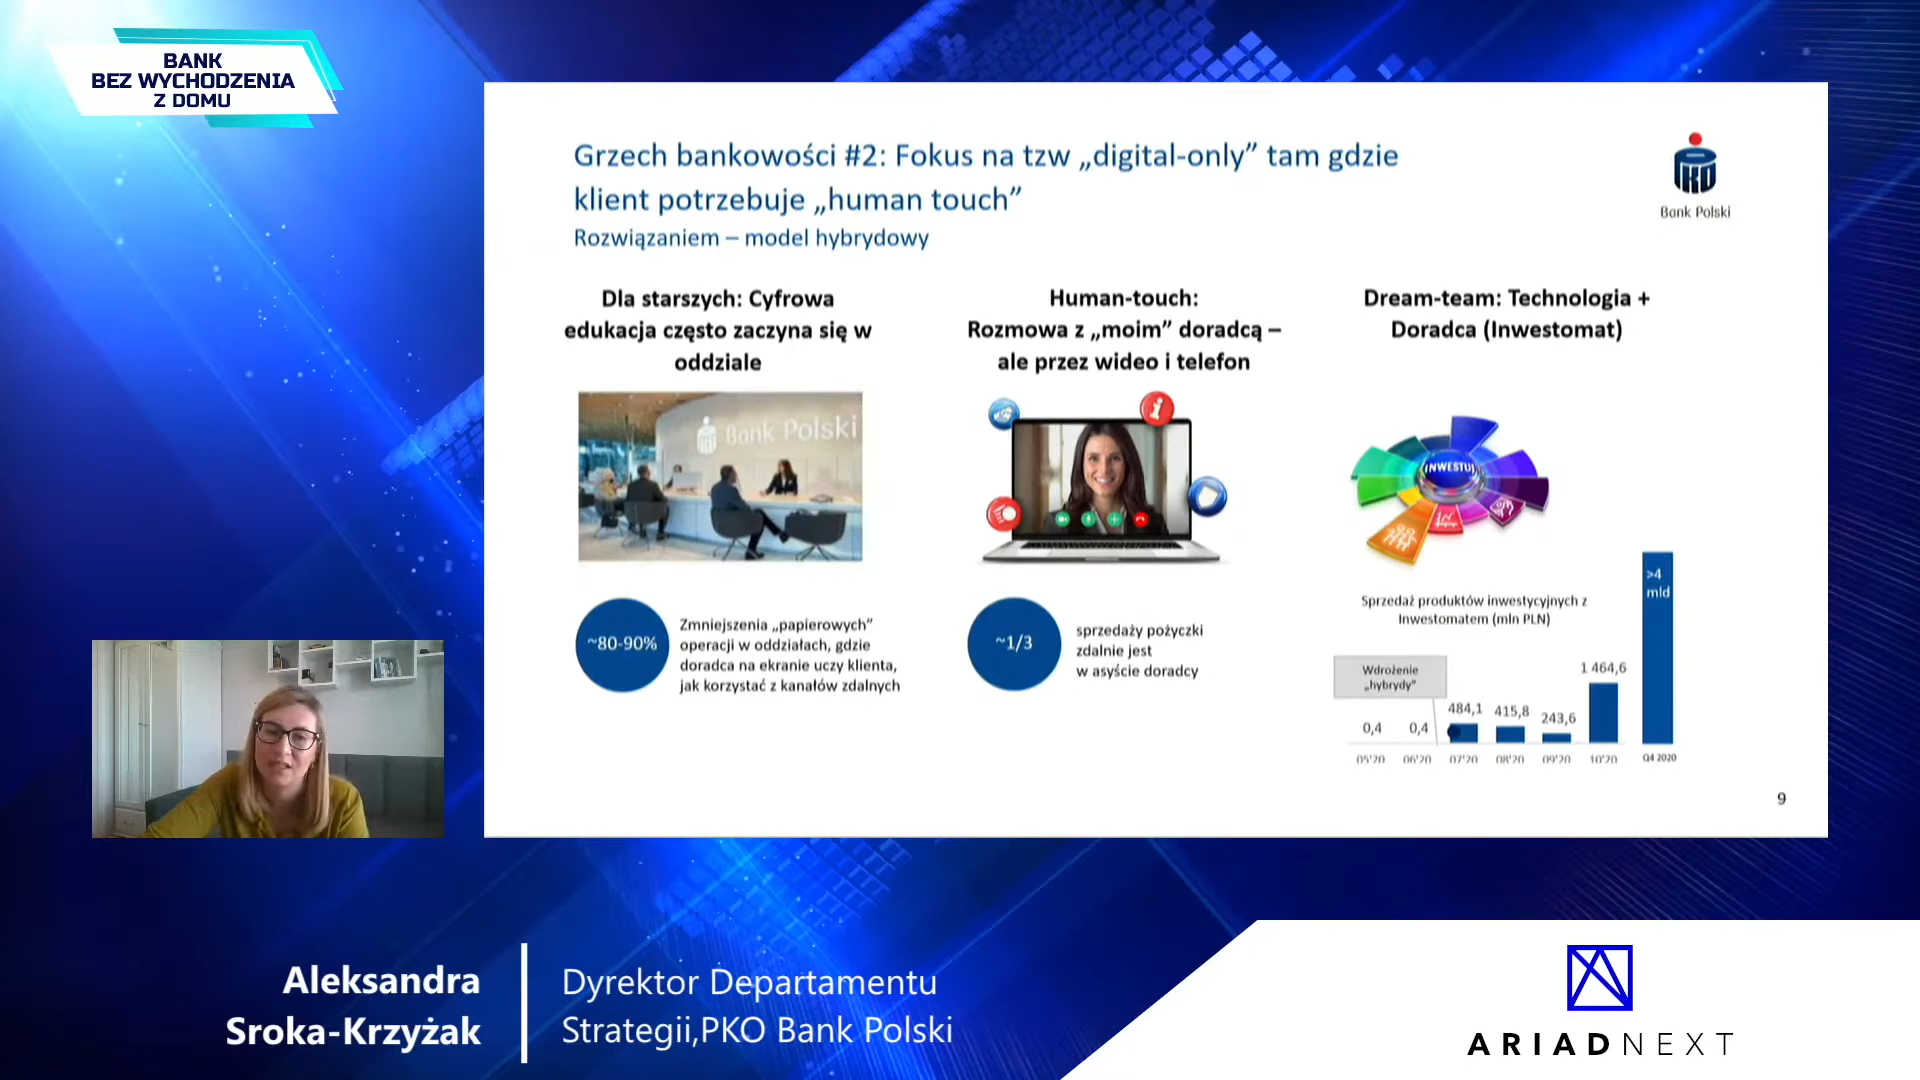 BANK
BEZ WYCHODZENIA
Z DOMU
Grzech bankowości #2: Fokus na tzw „digital-only” tam gdzie
klient potrzebuje „human touch”
Rozwiązaniem – model hybrydowy
PKO
Bank Polski
Dla starszych: Cyfrowa
edukacja często zaczyna się w
oddziale
Bank Polski
~80-90%
Zmniejszenia „papierowych”
operacji w oddziałach, gdzie
doradca na ekranie uczy klienta,
jak korzystać z kanałów zdalnych
Human-touch:
Rozmowa z „moim” doradcą –
ale przez wideo i telefon
~1/3
sprzedaży pożyczki
zdalnie jest
w asyście doradcy
Dream-team: Technologia +
Doradca (Inwestomat)
INWESTUJ
Sprzedaż produktów inwestycyjnych z
Inwestomatem (mln PLN)
Wdrożenie
„hybrydy”
0,4 0,4 484,1 415,8 243,6 1 464,6 >4 mld
05'20 06'20 07'20 08'20 09'20 10'20 Q4 2020
9
Aleksandra
Sroka-Krzyżak
Dyrektor Departamentu
Strategii,PKO Bank Polski
ARIADNEXT